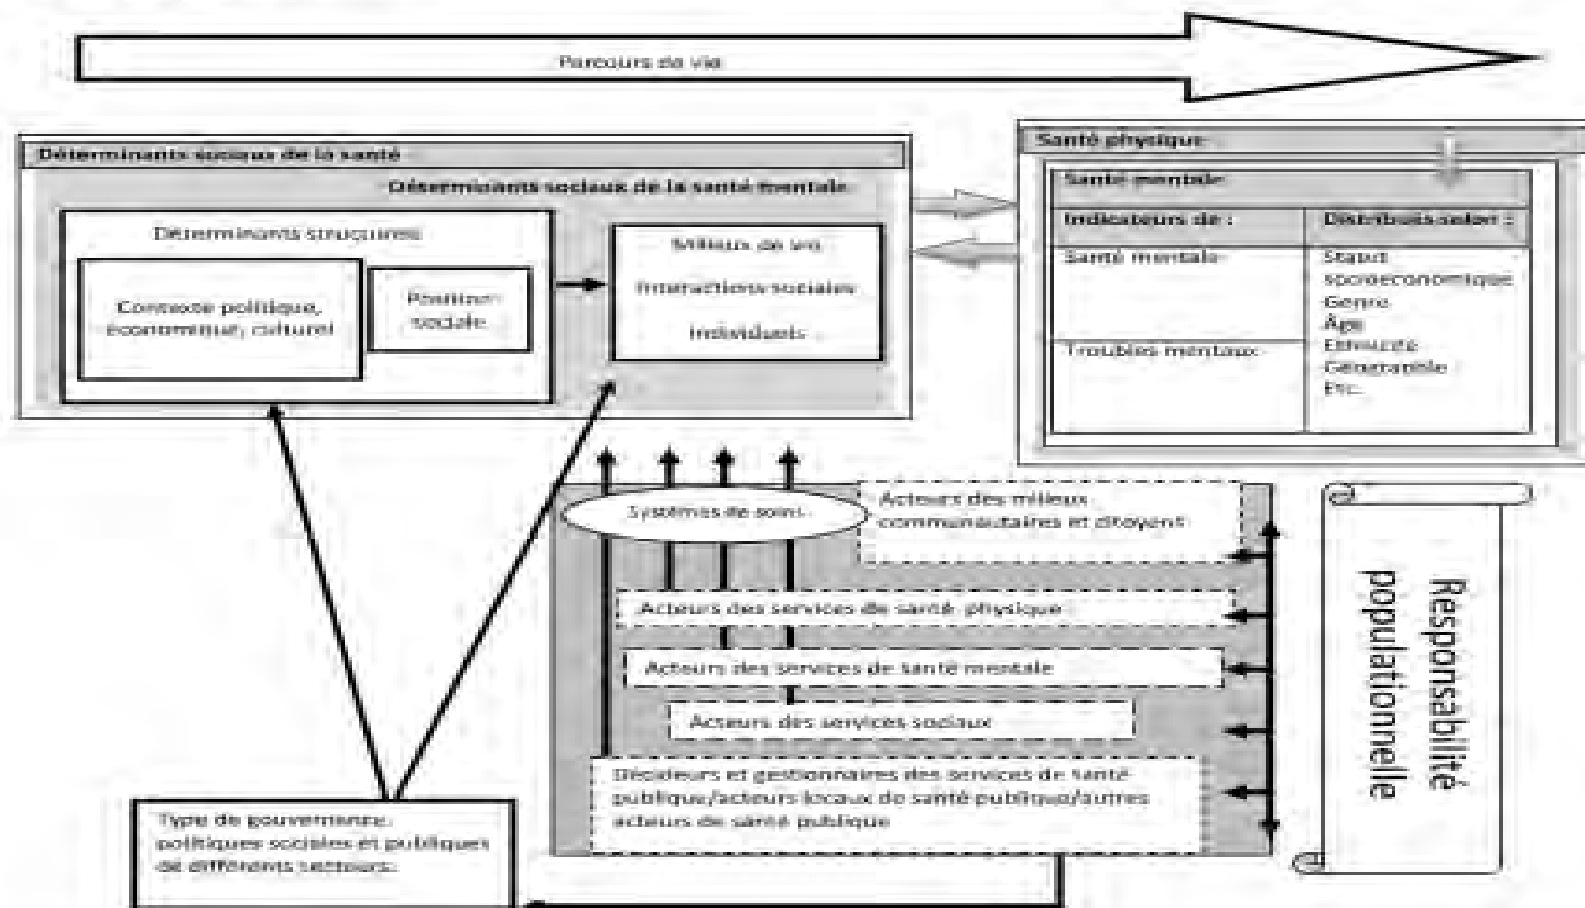 Parcours de vie
Déterminants sociaux de la santé
Déterminants sociaux de la santé mentale
Déterminants structurels
Contexte politique,
économique, culturel
Position
sociale
Milieux de vie
Interactions sociales
Individuels
Santé physique
Santé mentale
Indicateurs de :
Distribués selon :
Santé mentale
Troubles mentaux
Statut
socioéconomique
Genre
Âge
Ethnicité
Géographie
Etc.
Systèmes de soins
Acteurs des milieux
communautaires et citoyens
Acteurs des services de santé physique
Acteurs des services de santé mentale
Acteurs des services sociaux
Décideurs et gestionnaires des services de santé
publique/acteurs locaux de santé publique/autres
acteurs de santé publique
Type de gouvernance:
politiques sociales et publiques
de différents secteurs.
Responsabilité
populationnelle